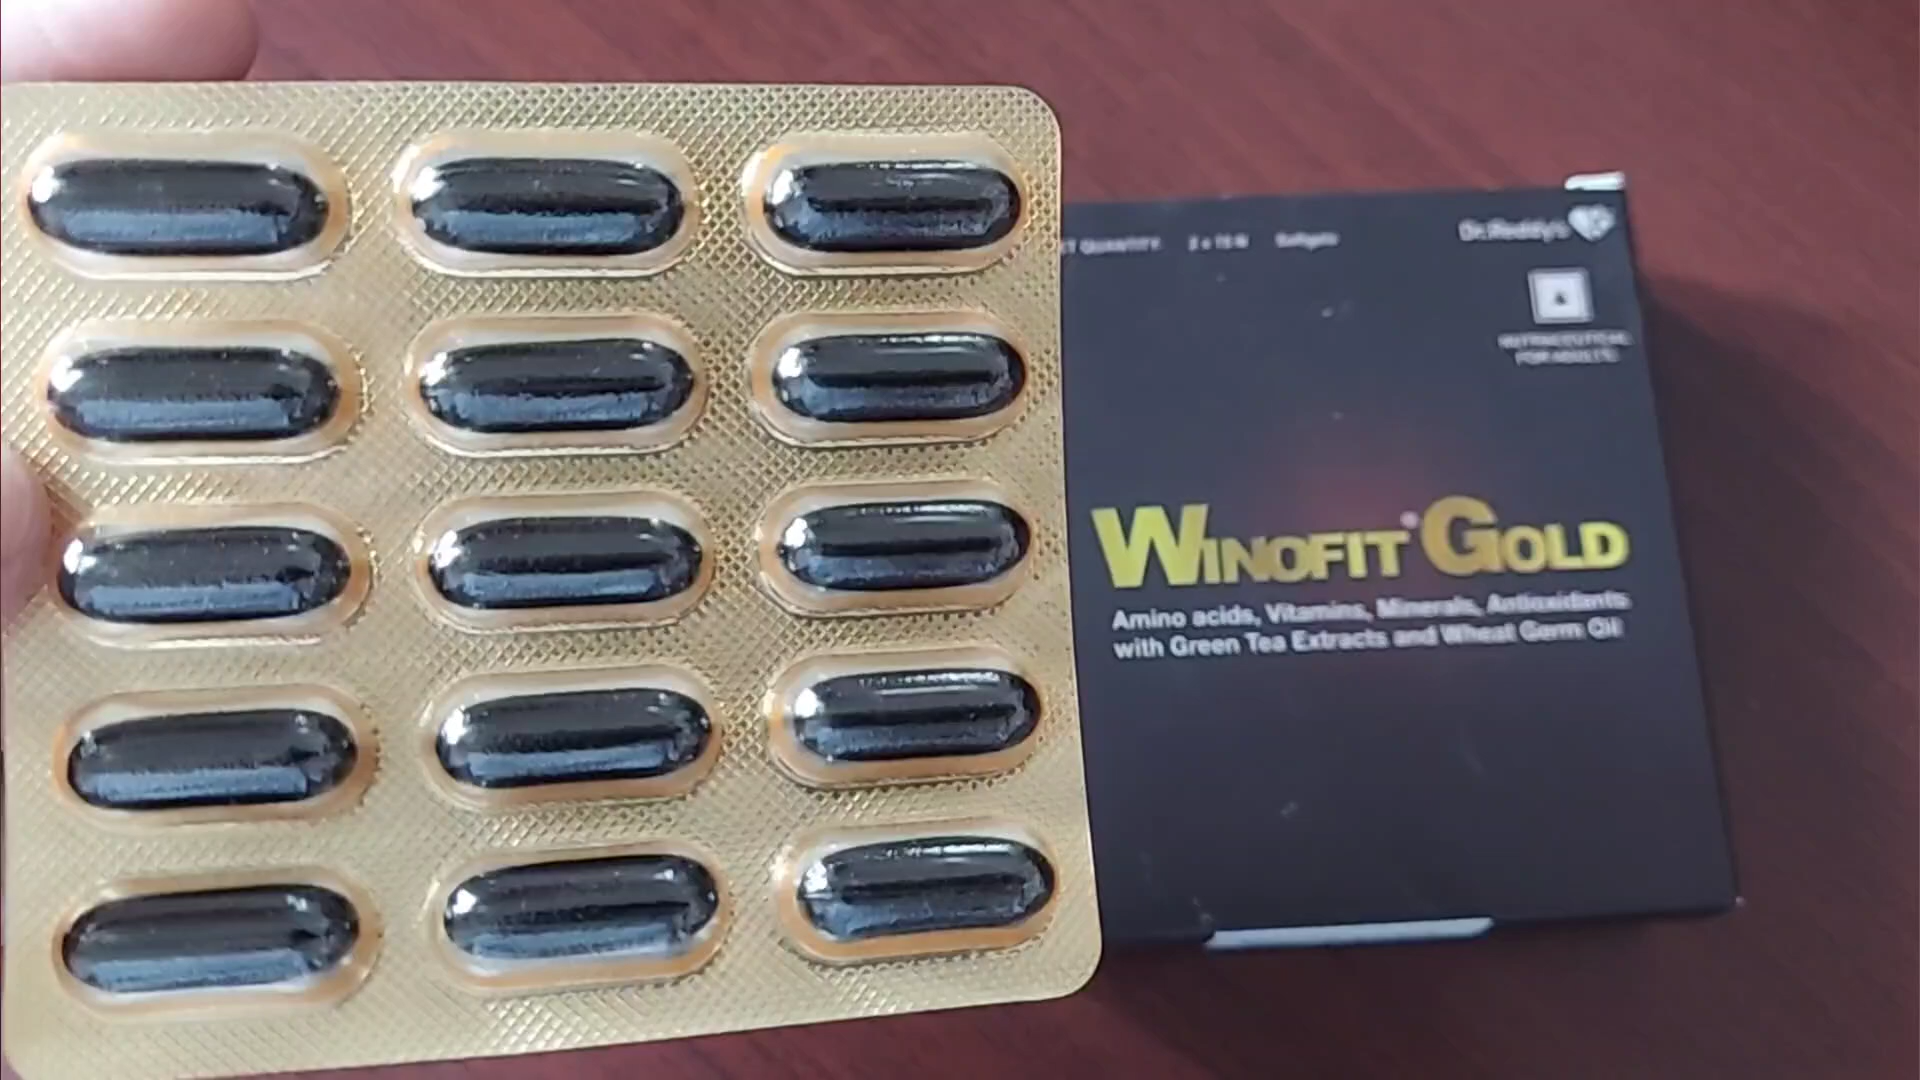 NET QUANTITY: 2 x 15 N Softgels
Dr.Reddy's
NUTRACEUTICAL
FOR ADULTS
WINOFIT® GOLD
Amino acids, Vitamins, Minerals, Antioxidants
with Green Tea Extracts and Wheat Germ Oil